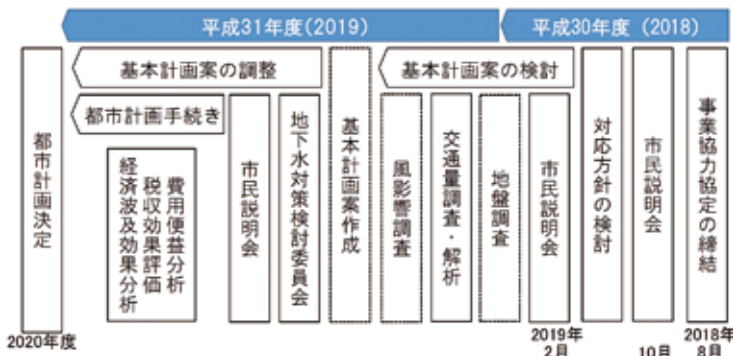 平成31年度(2019)
平成30年度 (2018)
基本計画案の調整
基本計画案の検討
都市計画手続き
事業協力協定の締結
市民説明会
対応方針の検討
市民説明会
地盤調査
交通量調査・解析
風影響調査
基本計画案作成
地下水対策検討委員会
市民説明会
費用便益分析
税収効果評価
経済波及効果分析
都市計画決定
2020年度
2019年
2月
10月
2018年
8月